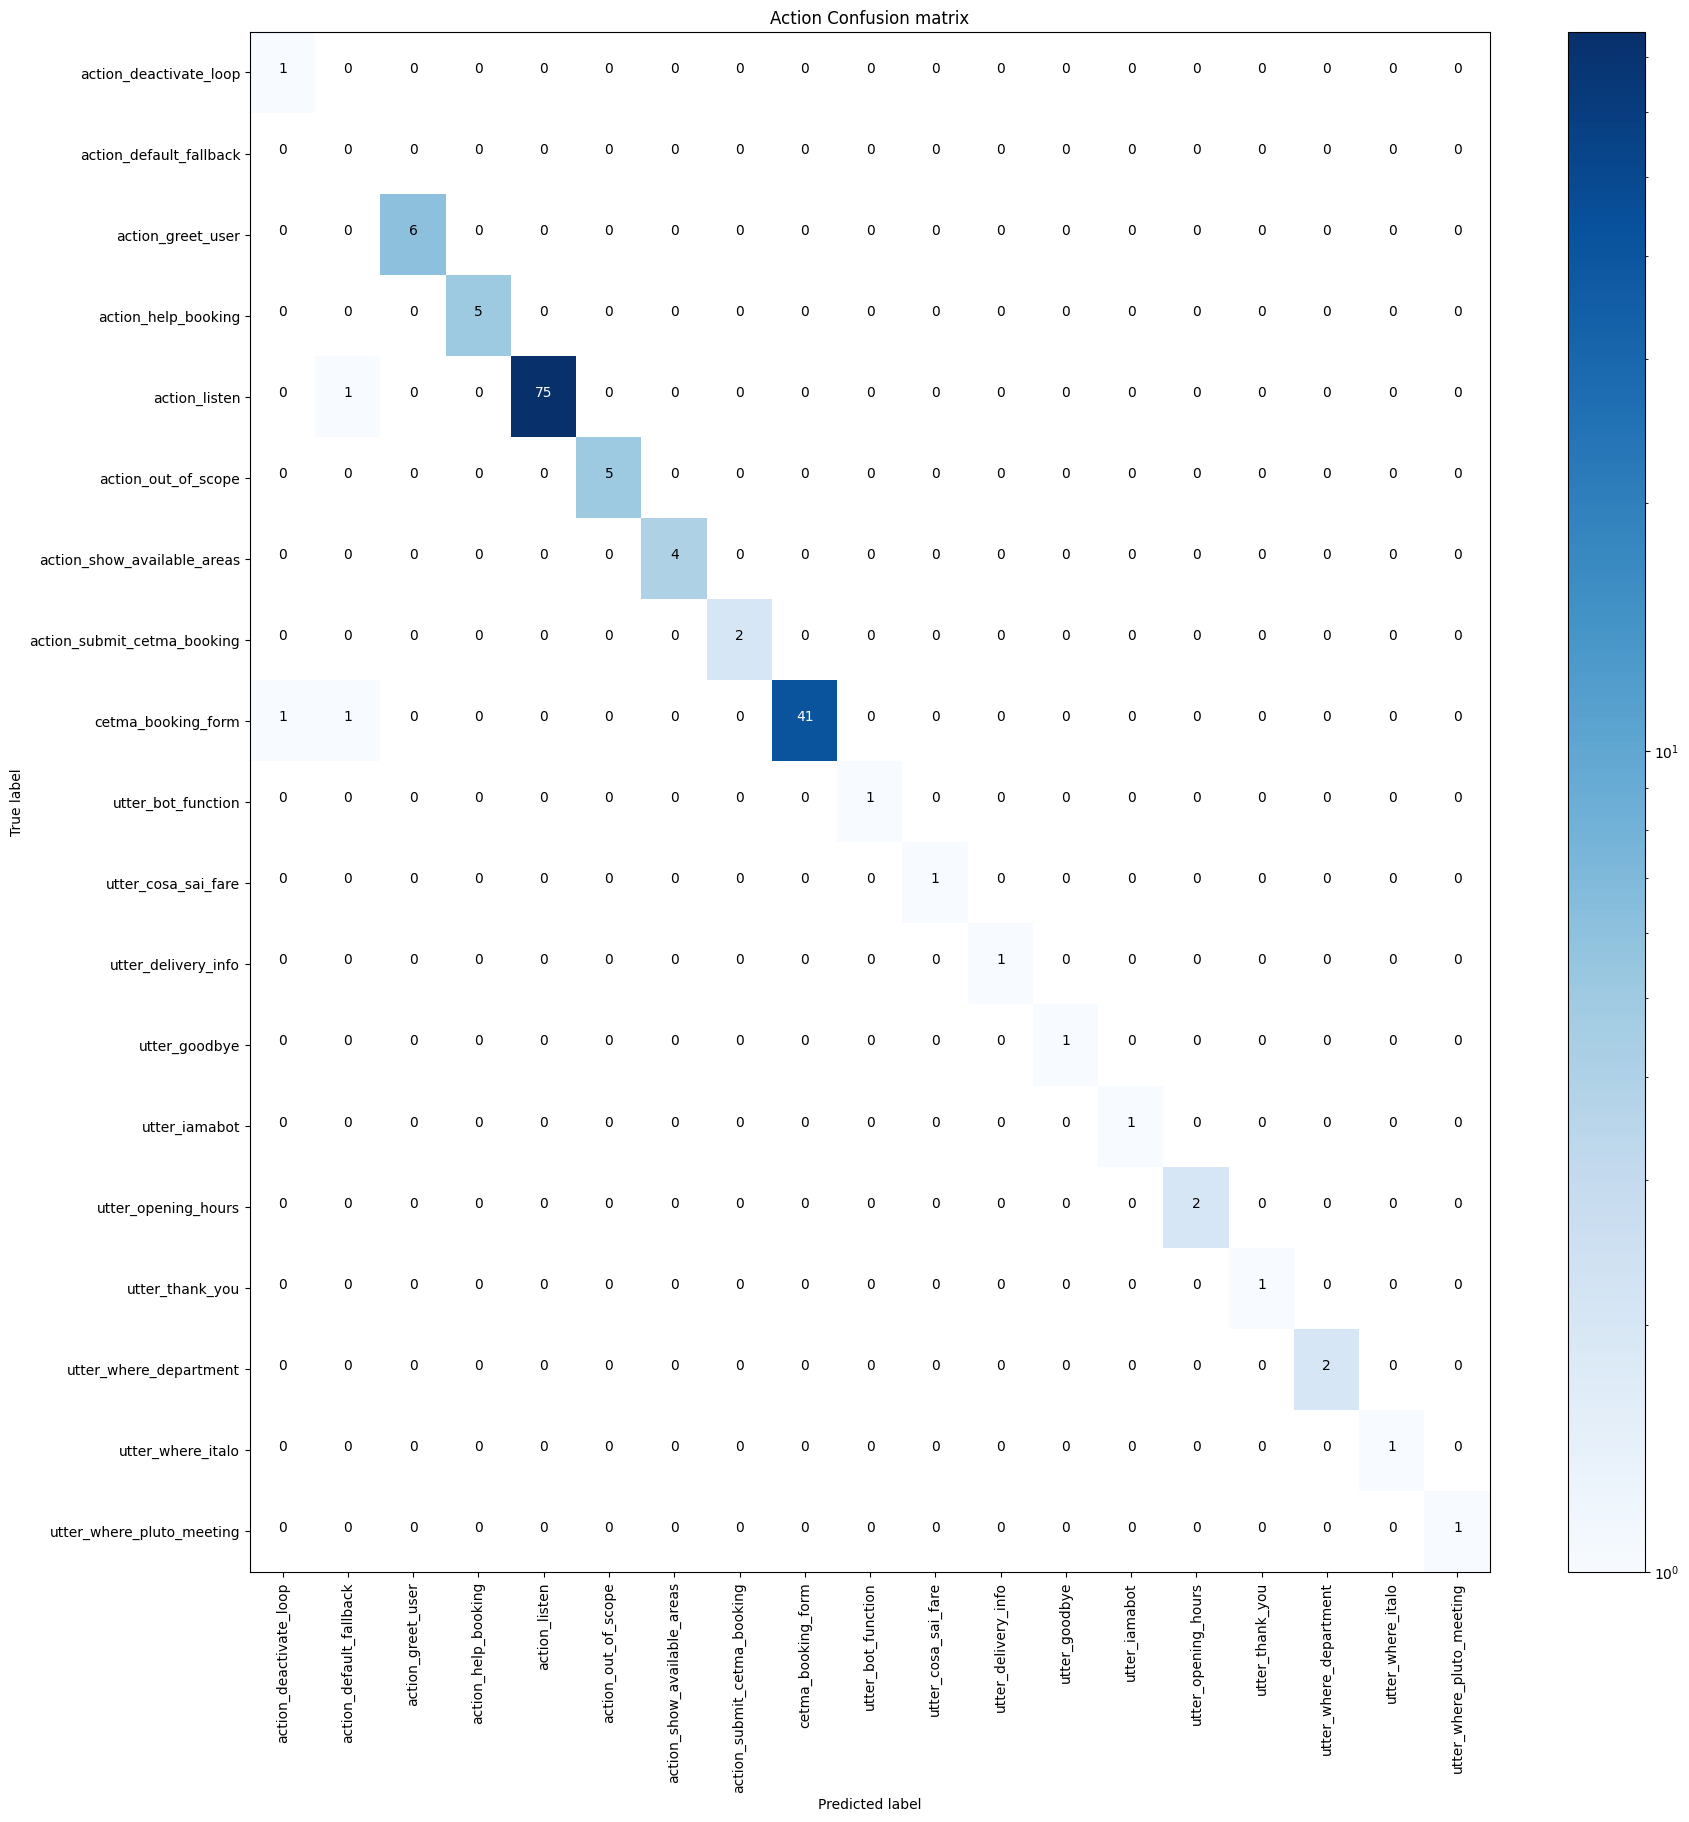 Action Confusion matrix
action_deactivate_loop 1 0 0 0 0 0 0 0 0 0 0 0 0 0 0 0 0 0 0
action_default_fallback 0 0 0 0 0 0 0 0 0 0 0 0 0 0 0 0 0 0 0
action_greet_user 0 0 6 0 0 0 0 0 0 0 0 0 0 0 0 0 0 0 0
action_help_booking 0 0 0 5 0 0 0 0 0 0 0 0 0 0 0 0 0 0 0
action_listen 0 1 0 0 75 0 0 0 0 0 0 0 0 0 0 0 0 0 0
action_out_of_scope 0 0 0 0 0 5 0 0 0 0 0 0 0 0 0 0 0 0 0
action_show_available_areas 0 0 0 0 0 0 4 0 0 0 0 0 0 0 0 0 0 0 0
action_submit_cetma_booking 0 0 0 0 0 0 0 2 0 0 0 0 0 0 0 0 0 0 0
cetma_booking_form 1 1 0 0 0 0 0 0 41 0 0 0 0 0 0 0 0 0 0
utter_bot_function 0 0 0 0 0 0 0 0 0 1 0 0 0 0 0 0 0 0 0
utter_cosa_sai_fare 0 0 0 0 0 0 0 0 0 0 1 0 0 0 0 0 0 0 0
utter_delivery_info 0 0 0 0 0 0 0 0 0 0 0 1 0 0 0 0 0 0 0
utter_goodbye 0 0 0 0 0 0 0 0 0 0 0 0 1 0 0 0 0 0 0
utter_iamabot 0 0 0 0 0 0 0 0 0 0 0 0 0 1 0 0 0 0 0
utter_opening_hours 0 0 0 0 0 0 0 0 0 0 0 0 0 0 2 0 0 0 0
utter_thank_you 0 0 0 0 0 0 0 0 0 0 0 0 0 0 0 1 0 0 0
utter_where_department 0 0 0 0 0 0 0 0 0 0 0 0 0 0 0 0 2 0 0
utter_where_italo 0 0 0 0 0 0 0 0 0 0 0 0 0 0 0 0 0 1 0
utter_where_pluto_meeting 0 0 0 0 0 0 0 0 0 0 0 0 0 0 0 0 0 0 1
True label
action_deactivate_loop
action_default_fallback
action_greet_user
action_help_booking
action_listen
action_out_of_scope
action_show_available_areas
action_submit_cetma_booking
cetma_booking_form
utter_bot_function
utter_cosa_sai_fare
utter_delivery_info
utter_goodbye
utter_iamabot
utter_opening_hours
utter_thank_you
utter_where_department
utter_where_italo
utter_where_pluto_meeting
Predicted label
10¹
10⁰